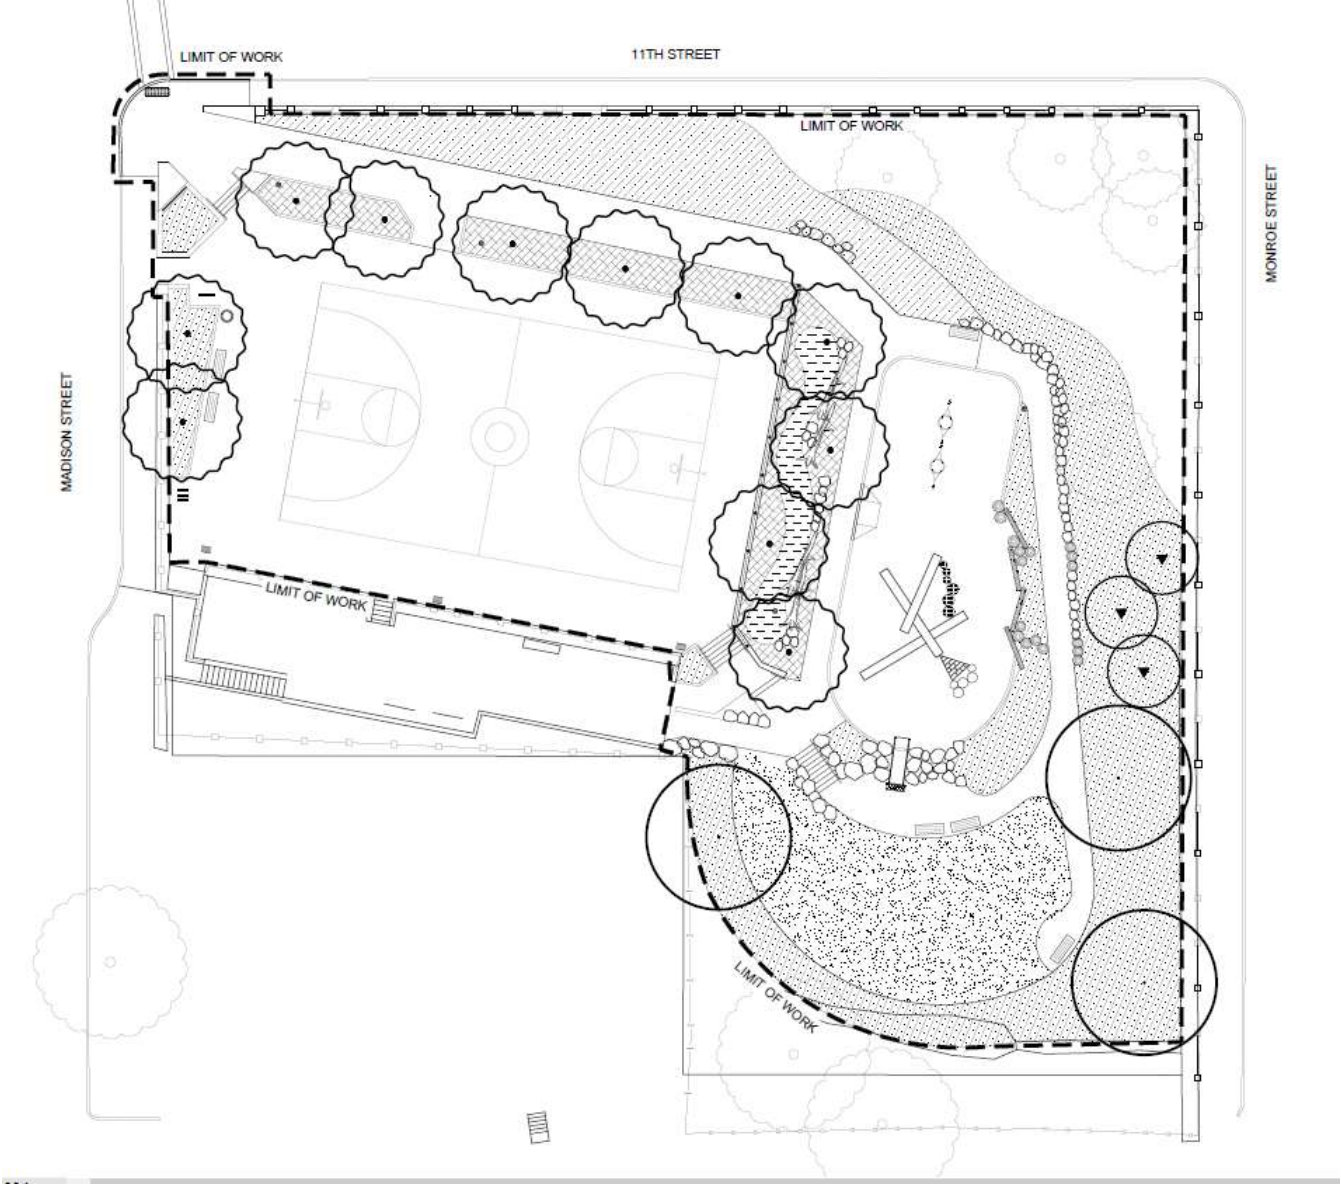 LIMIT OF WORK
11TH STREET
LIMIT OF WORK
MONROE STREET
MADISON STREET
LIMIT OF WORK
LIMIT OF WORK